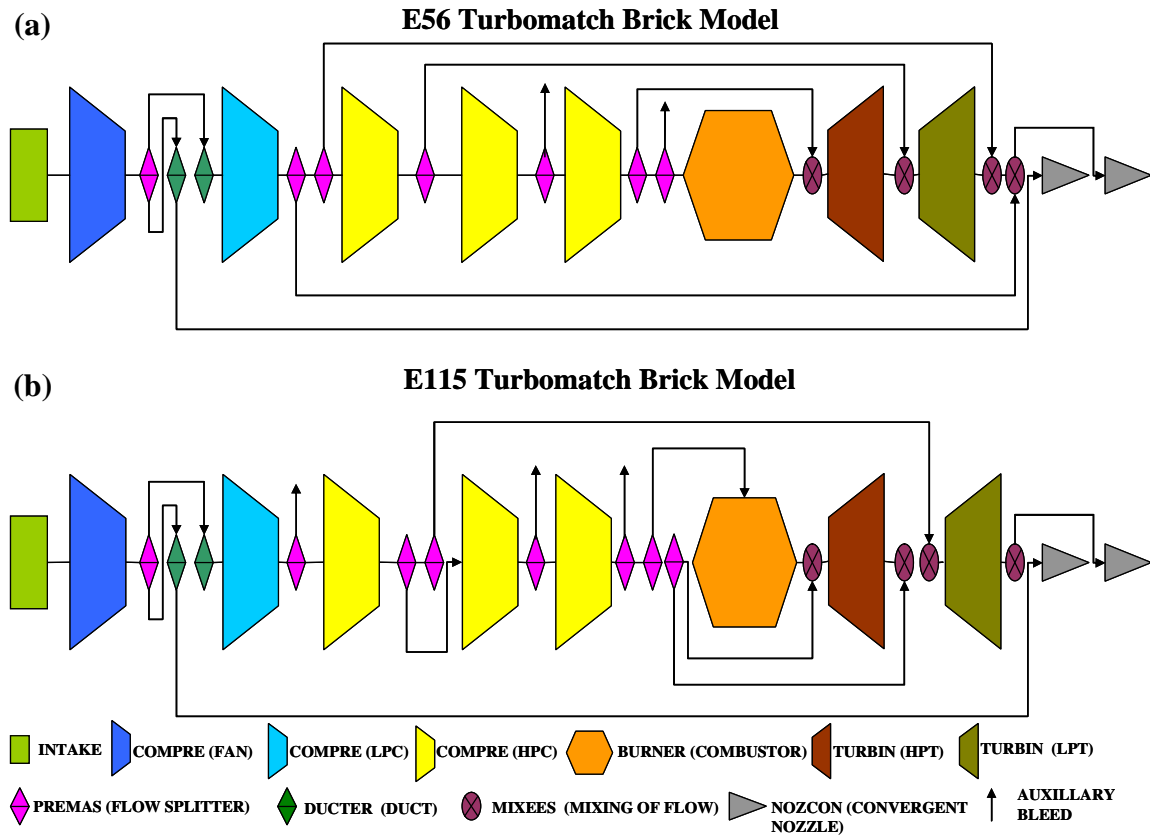 (a)
E56 Turbomatch Brick Model
(b)
E115 Turbomatch Brick Model
INTAKE
COMPRE (FAN)
COMPRE (LPC)
COMPRE (HPC)
BURNER (COMBUSTOR)
TURBIN (HPT)
TURBIN (LPT)
PREMAS (FLOW SPLITTER)
DUCTER (DUCT)
MIXEES (MIXING OF FLOW)
NOZCON (CONVERGENT
NOZZLE)
AUXILLARY
BLEED